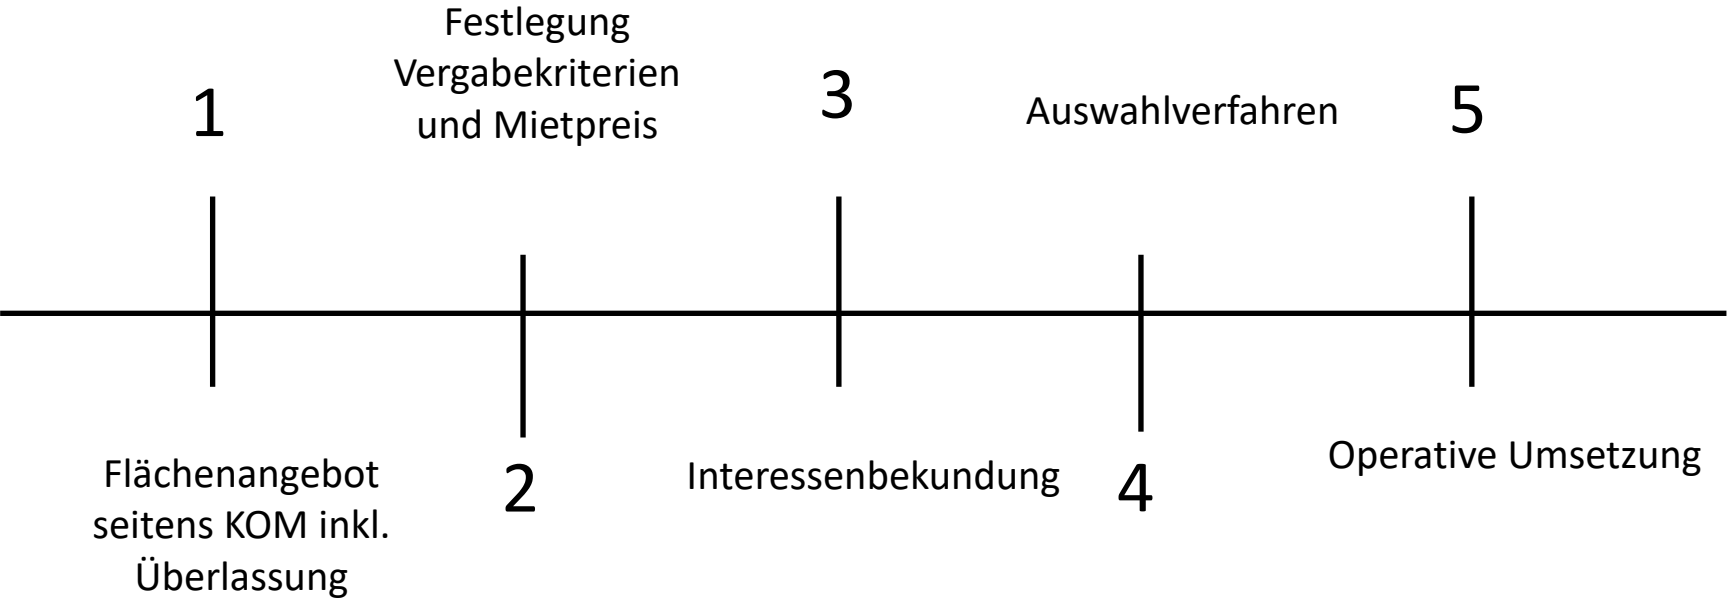 1
Flächenangebot
seitens KOM inkl.
Überlassung
Festlegung
Vergabekriterien
und Mietpreis
2
3
Interessenbekundung
Auswahlverfahren
4
5
Operative Umsetzung